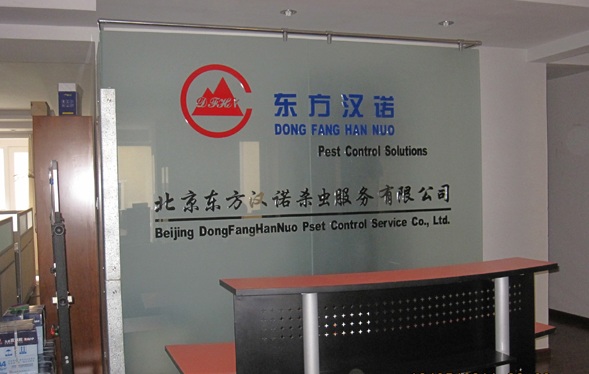 DFHN
东方汉诺
DONG FANG HAN NUO
Pest Control Solutions
北京东方汉诺杀虫服务有限公司
Beijing DongFangHanNuo Pset Control Service Co., Ltd.